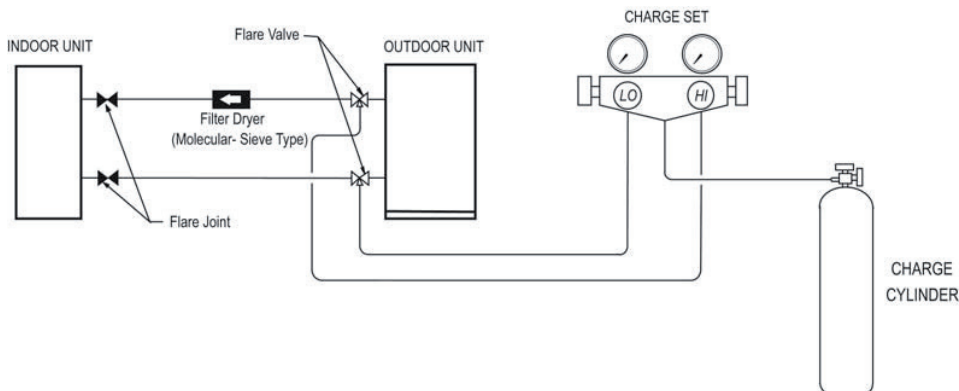 CHARGE SET
Flare Valve
INDOOR UNIT
OUTDOOR UNIT
LO
HI
Filter Dryer
(Molecular- Sieve Type)
Flare Joint
CHARGE
CYLINDER